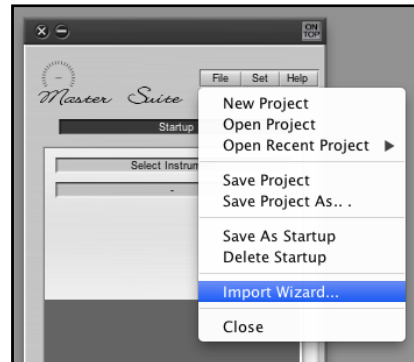 ON
TOP
Master Suite
File Set Help
Startup
Select Instrum
-
New Project
Open Project
Open Recent Project ▶
Save Project
Save Project As.. .
Save As Startup
Delete Startup
Import Wizard...
Close